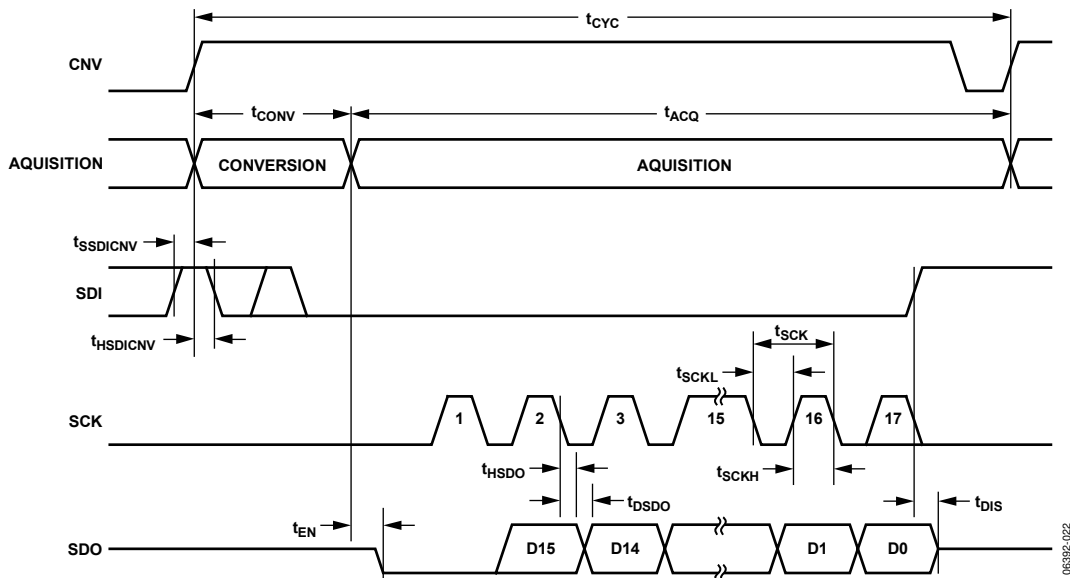 tCYC
CNV
tCONV
tACQ
AQUISITION
CONVERSION
AQUISITION
tSSDICNV
SDI
tHSDICNV
tSCK
tSCKL
SCK
1 2 3 15 16 17
tHSDO
tSCKH
tDSDO
tEN
tDIS
SDO
D15 D14 D1 D0
06392-022